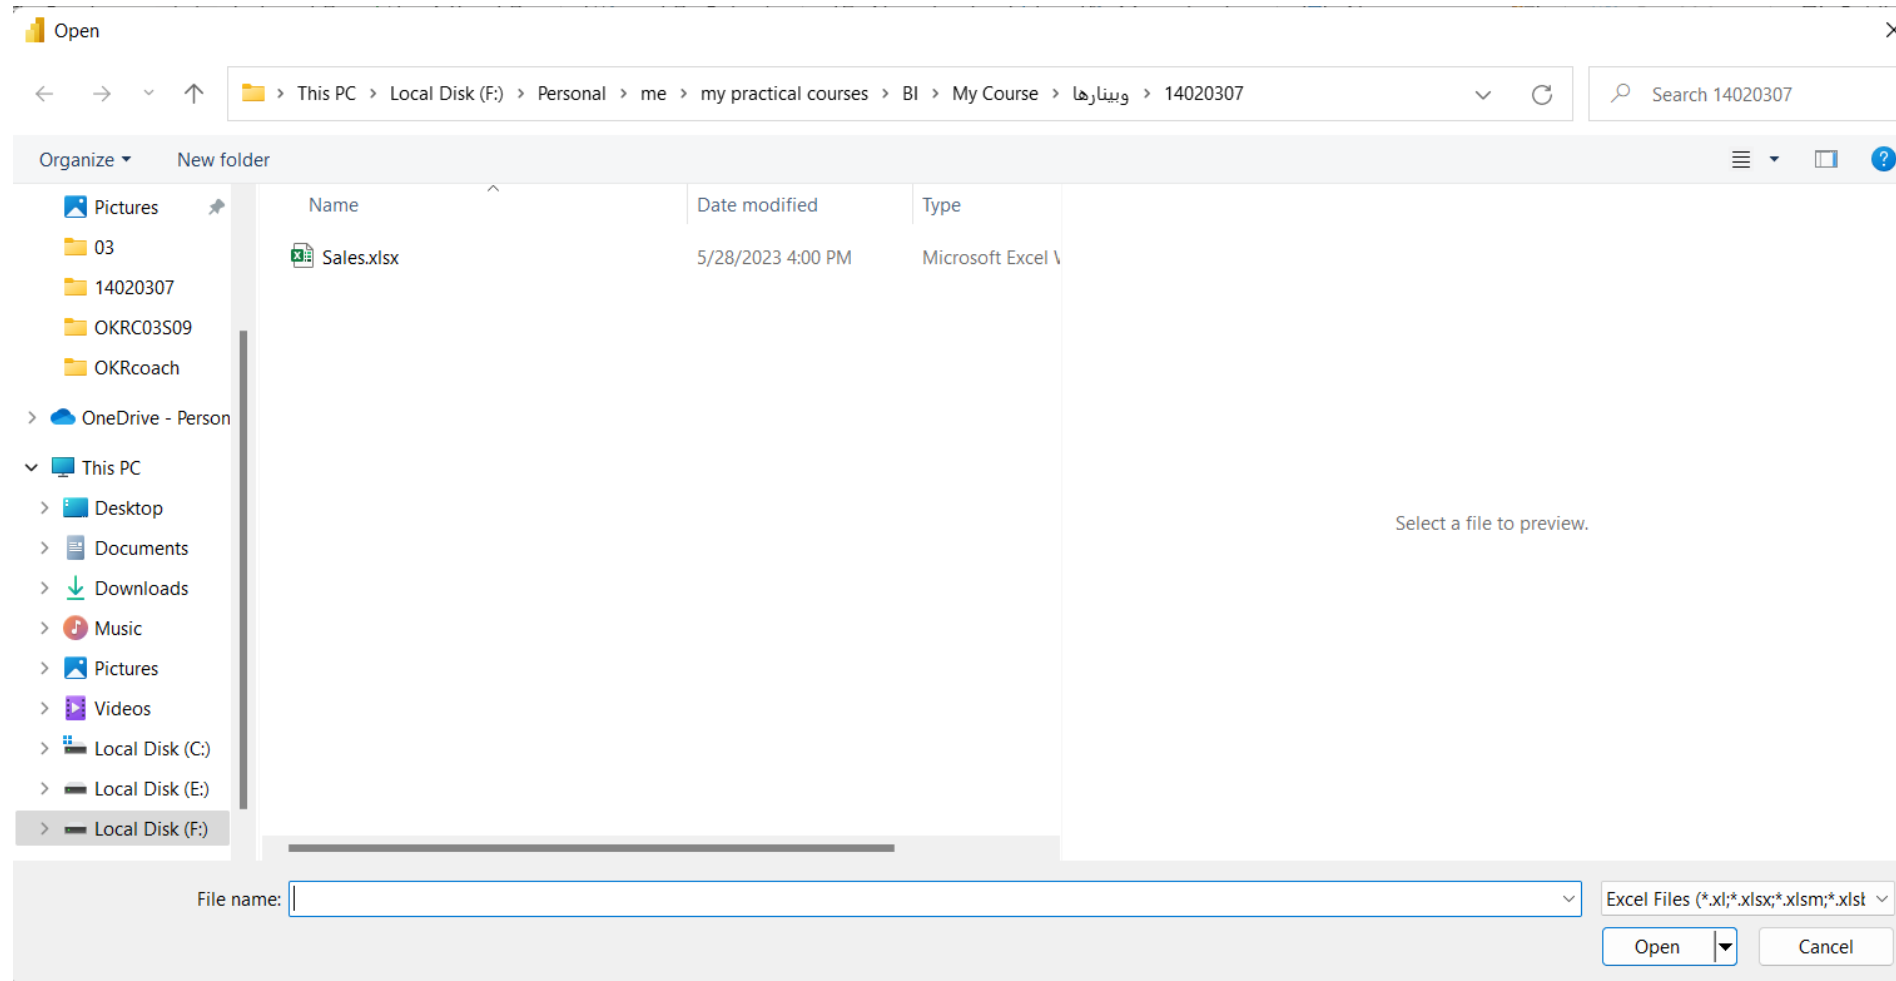 Open
This PC > Local Disk (F:) > Personal > me > my practical courses > BI > My Course > وبینارها > 14020307
Search 14020307
Organize
New folder
Name
Date modified
Type
Sales.xlsx
5/28/2023 4:00 PM
Microsoft Excel
Pictures
03
14020307
OKRC03S09
OKRcoach
OneDrive - Person
This PC
Desktop
Documents
Downloads
Music
Pictures
Videos
Local Disk (C:)
Local Disk (E:)
Local Disk (F:)
Select a file to preview.
File name:
Excel Files (*.xl;*.xlsx;*.xlsm;*.xlsb
Open
Cancel